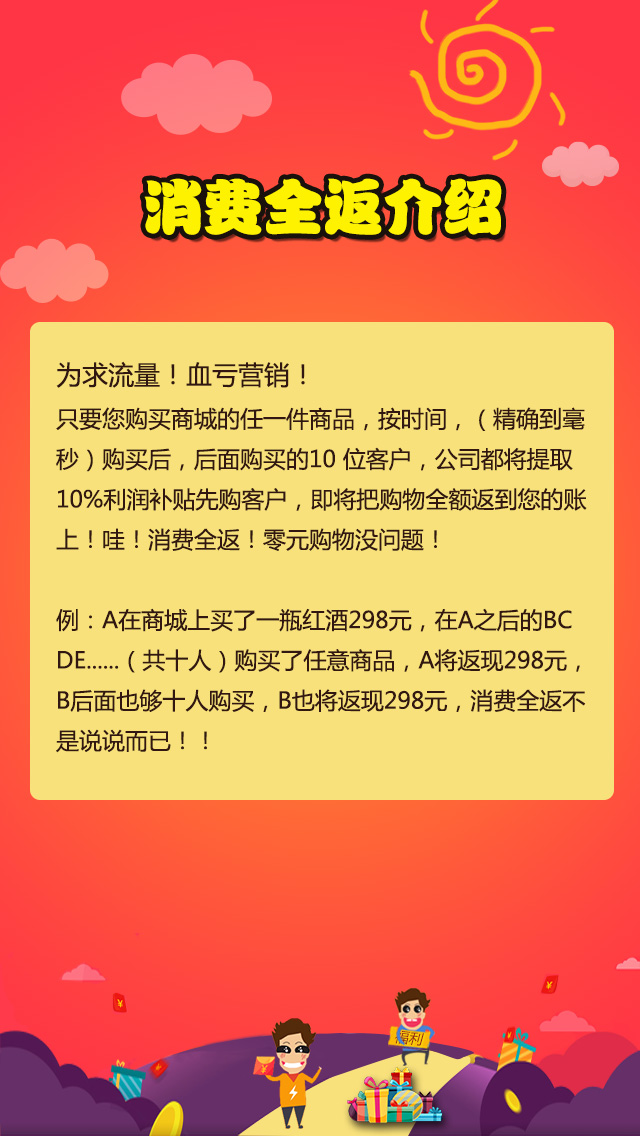 消费全返介绍
为求流量！血亏营销！
只要您购买商城的任一件商品，按时间，（精确到毫
秒）购买后，后面购买的10 位客户，公司都将提取
10%利润补贴先购客户，即将把购物全额返到您的账
上！哇！消费全返！零元购物没问题！
例：A在商城上买了一瓶红酒298元，在A之后的BC
DE......（共十人）购买了任意商品，A将返现298元，
B后面也够十人购买，B也将返现298元，消费全返不
是说说而已！！
福利
¥
¥
¥
¥